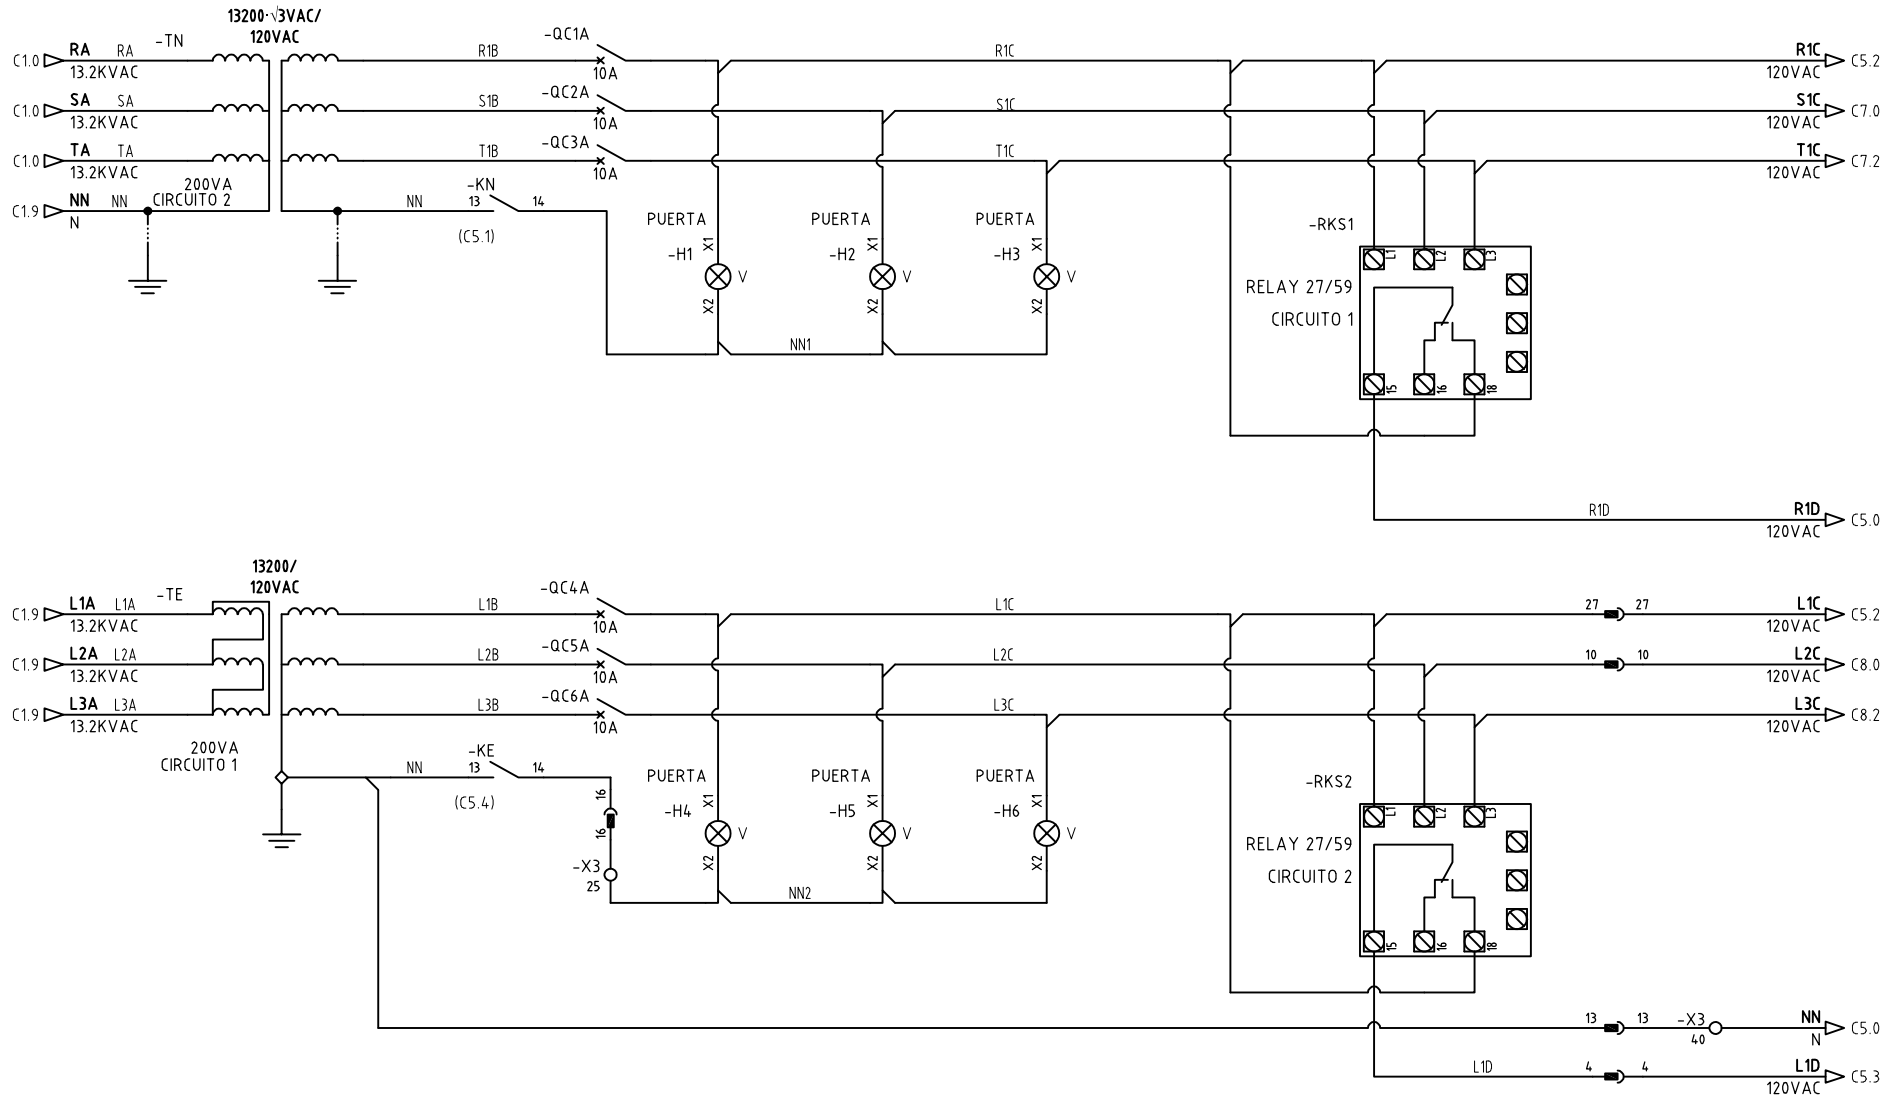 13200·√3VAC/
120VAC
C1.0 RA RA -TN
13.2KVAC
R1B
-QC1A
10A
R1C
R1C
120VAC
C5.2
C1.0 SA SA
13.2KVAC
S1B
-QC2A
10A
S1C
S1C
120VAC
C7.0
C1.0 TA TA
13.2KVAC
T1B
-QC3A
10A
T1C
T1C
120VAC
C7.2
200VA
CIRCUITO 2
C1.9 NN NN
N
NN
-KN
13 14
(C5.1)
PUERTA
-H1
X1
V
X2
PUERTA
-H2
X1
V
X2
PUERTA
-H3
X1
V
X2
NN1
-RKS1
L1 L2 L3
RELAY 27/59
CIRCUITO 1
15 16 18
R1D
R1D
120VAC
C5.0
13200/
120VAC
C1.9 L1A L1A -TE
13.2KVAC
L1B
-QC4A
10A
L1C
27 27
L1C
120VAC
C5.2
C1.9 L2A L2A
13.2KVAC
L2B
-QC5A
10A
L2C
10 10
L2C
120VAC
C8.0
C1.9 L3A L3A
13.2KVAC
L3B
-QC6A
10A
L3C
L3C
120VAC
C8.2
200VA
CIRCUITO 1
NN
-KE
13 14
(C5.4)
16
16
-X3
25
PUERTA
-H4
X1
V
X2
PUERTA
-H5
X1
V
X2
PUERTA
-H6
X1
V
X2
NN2
-RKS2
L1 L2 L3
RELAY 27/59
CIRCUITO 2
15 16 18
13 13
-X3
40
NN
N
C5.0
L1D
4 4
L1D
120VAC
C5.3